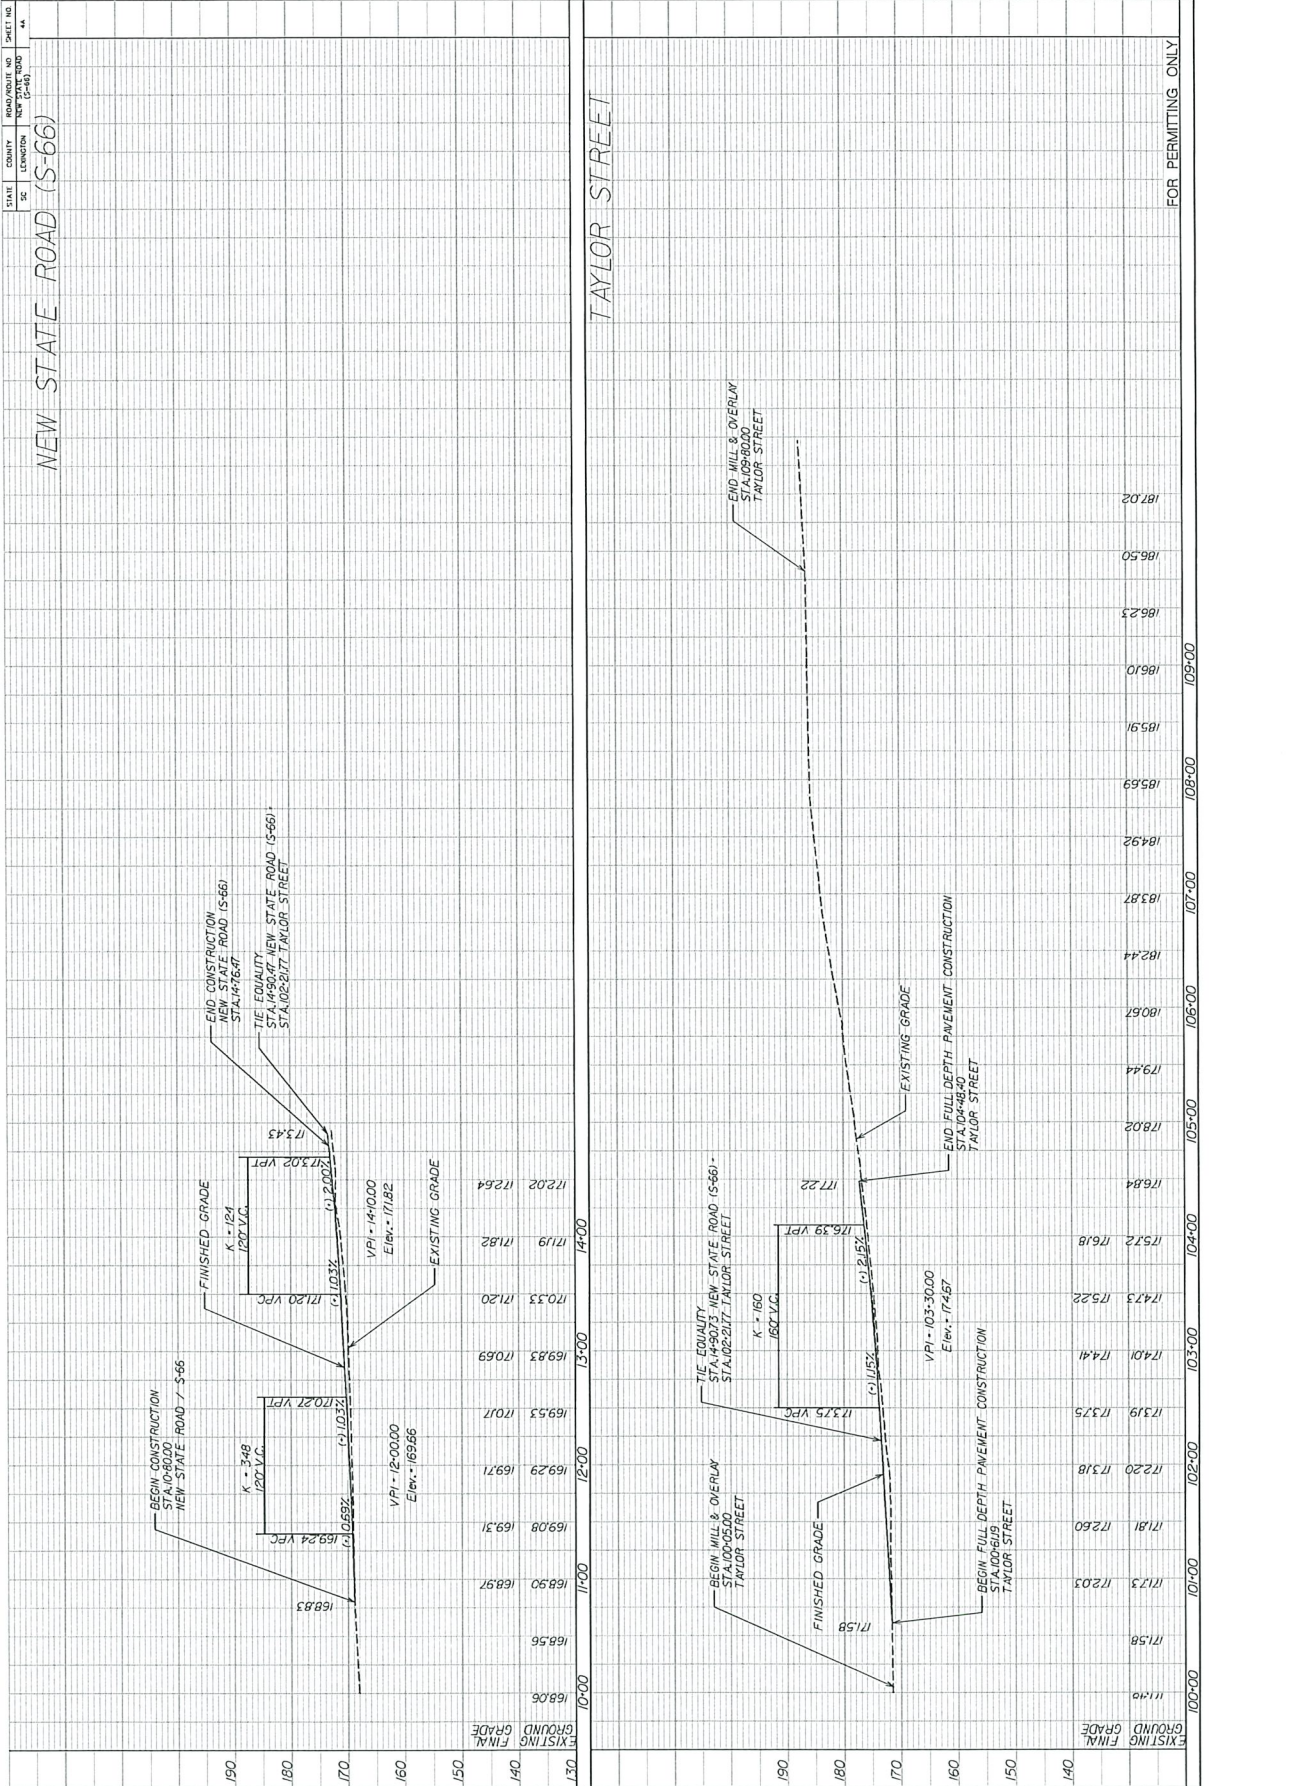 STATE COUNTY ROAD/ROUTE NO SHEET NO.
SC LEXINGTON NEW STATE ROAD (S-66) 4A
NEW STATE ROAD (S-66)
BEGIN CONSTRUCTION
STA.10+80.00
NEW STATE ROAD / S-66
FINISHED GRADE
END CONSTRUCTION
NEW STATE ROAD (S-66)
STA.14+76.47
TIE EQUALITY
STA.14+90.47 NEW STATE ROAD (S-66) =
STA.102+21.77 TAYLOR STREET
K = 348
120' V.C.
K = 124
120' V.C.
168.83
169.24 VPC
170.27 VPT
171.20 VPC
173.02 VPT
173.43
(+) 0.69%
(+) 1.03%
(+) 1.03%
(+) 2.00%
VPI = 12+00.00
Elev. = 169.66
VPI = 14+10.00
Elev. = 171.82
EXISTING GRADE
190
180
170
160
150
140
130
FINAL GRADE
168.97 169.31 169.71 170.17 170.69 171.20 171.82 172.64
EXISTING GROUND
168.06 168.56 168.90 169.08 169.29 169.53 169.83 170.33 171.19 172.02
10+00 11+00 12+00 13+00 14+00
TAYLOR STREET
BEGIN MILL & OVERLAY
STA.100+05.00
TAYLOR STREET
FINISHED GRADE
TIE EQUALITY
STA.14+90.73 NEW STATE ROAD (S-66) =
STA.102+21.77 TAYLOR STREET
END MILL & OVERLAY
STA.109+80.00
TAYLOR STREET
K = 160
160' V.C.
171.58
173.75 VPC
176.39 VPT
177.22
(+) 1.15%
(+) 2.15%
VPI = 103+30.00
Elev. = 174.67
EXISTING GRADE
BEGIN FULL DEPTH PAVEMENT CONSTRUCTION
STA.100+61.19
TAYLOR STREET
END FULL DEPTH PAVEMENT CONSTRUCTION
STA.104+48.40
TAYLOR STREET
190
180
170
160
150
140
FINAL GRADE
172.03 172.60 173.18 173.75 174.41 175.22 176.18
EXISTING GROUND
171.58 171.73 171.81 172.20 173.19 174.01 174.73 175.72 176.84 178.02 179.44 180.67 182.44 183.87 184.92 185.69 185.91 186.10 186.23 186.50 187.02
100+00 101+00 102+00 103+00 104+00 105+00 106+00 107+00 108+00 109+00
FOR PERMITTING ONLY